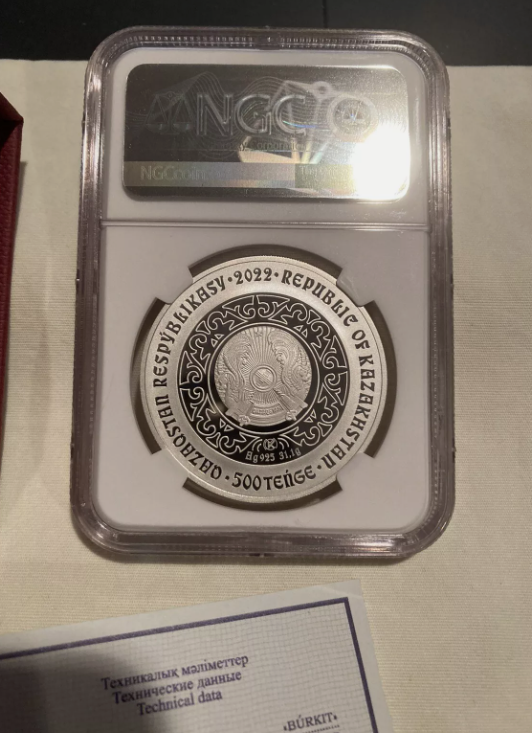 NGC
NGCcoin
QAZAQSTAN RESPÝBLIKASY • 2022 • REPUBLIC OF KAZAKHSTAN • 500 TEŃGE •
Ag 925 31.1g
Техникалық мәліметтер
Технические данные
Technical data
«BÚRKIT»